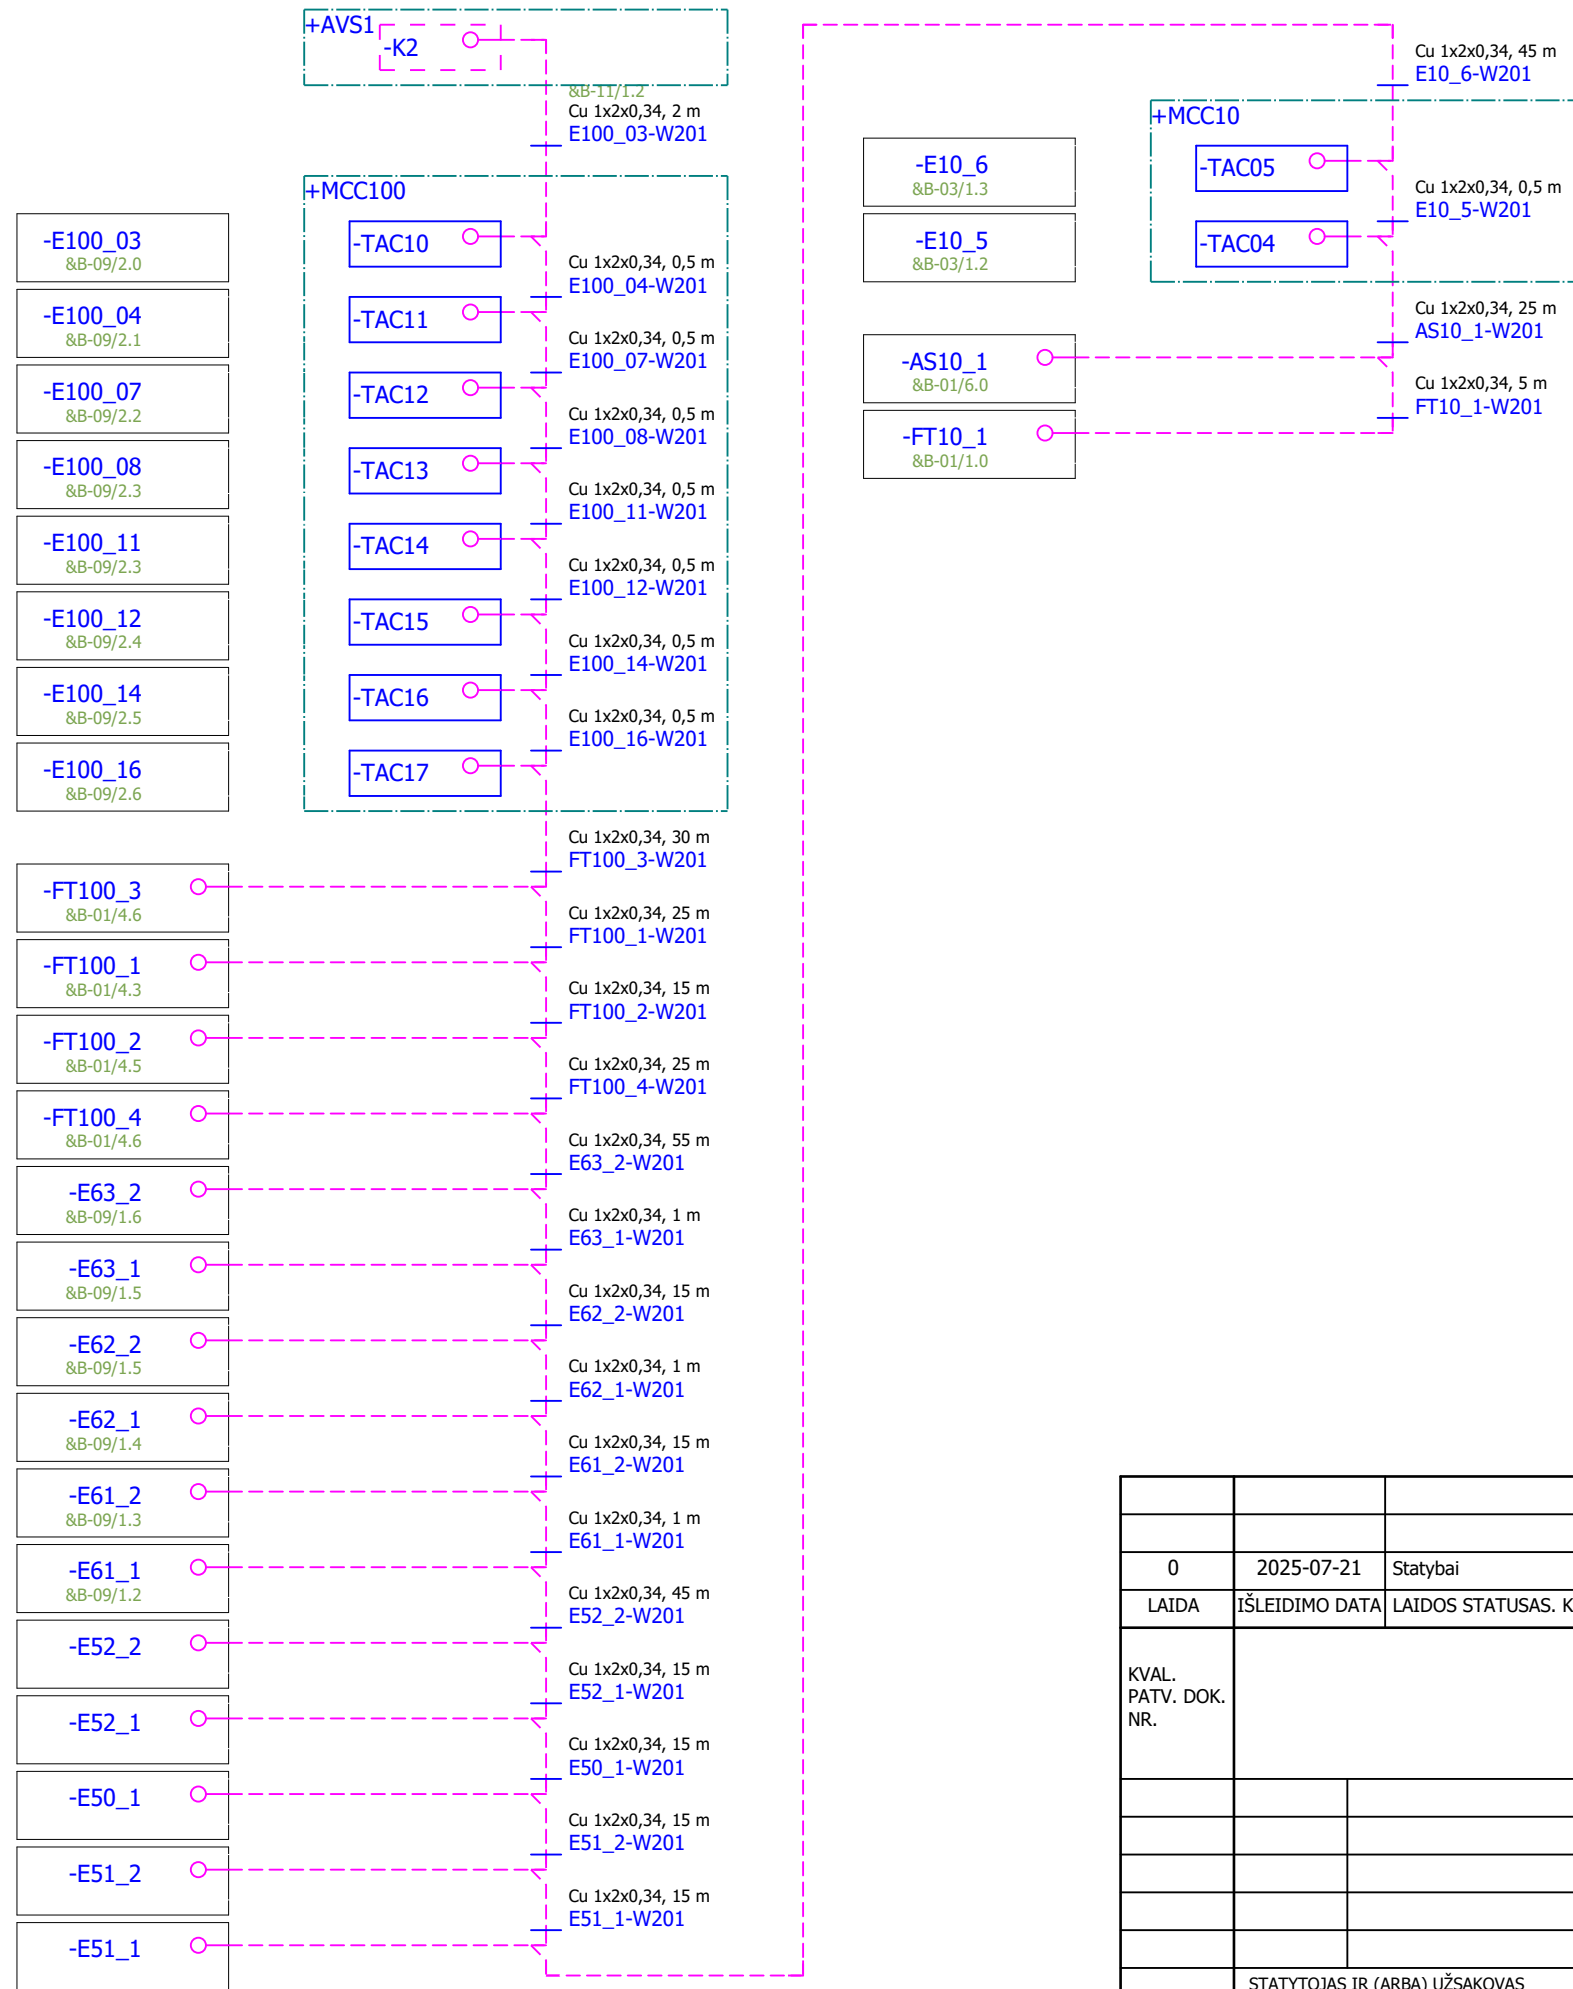 +AVS1
-K2
&B-11/1.2
Cu 1x2x0,34, 2 m
E100_03-W201
+MCC100
-E100_03
&B-09/2.0
-TAC10
Cu 1x2x0,34, 0,5 m
E100_04-W201
-E100_04
&B-09/2.1
-TAC11
Cu 1x2x0,34, 0,5 m
E100_07-W201
-E100_07
&B-09/2.2
-TAC12
Cu 1x2x0,34, 0,5 m
E100_08-W201
-E100_08
&B-09/2.3
-TAC13
Cu 1x2x0,34, 0,5 m
E100_11-W201
-E100_11
&B-09/2.3
-TAC14
Cu 1x2x0,34, 0,5 m
E100_12-W201
-E100_12
&B-09/2.4
-TAC15
Cu 1x2x0,34, 0,5 m
E100_14-W201
-E100_14
&B-09/2.5
-TAC16
Cu 1x2x0,34, 0,5 m
E100_16-W201
-E100_16
&B-09/2.6
-TAC17
Cu 1x2x0,34, 30 m
FT100_3-W201
-FT100_3
&B-01/4.6
Cu 1x2x0,34, 25 m
FT100_1-W201
-FT100_1
&B-01/4.3
Cu 1x2x0,34, 15 m
FT100_2-W201
-FT100_2
&B-01/4.5
Cu 1x2x0,34, 25 m
FT100_4-W201
-FT100_4
&B-01/4.6
Cu 1x2x0,34, 55 m
E63_2-W201
-E63_2
&B-09/1.6
Cu 1x2x0,34, 1 m
E63_1-W201
-E63_1
&B-09/1.5
Cu 1x2x0,34, 15 m
E62_2-W201
-E62_2
&B-09/1.5
Cu 1x2x0,34, 1 m
E62_1-W201
-E62_1
&B-09/1.4
Cu 1x2x0,34, 15 m
E61_2-W201
-E61_2
&B-09/1.3
Cu 1x2x0,34, 1 m
E61_1-W201
-E61_1
&B-09/1.2
Cu 1x2x0,34, 45 m
E52_2-W201
-E52_2
Cu 1x2x0,34, 15 m
E52_1-W201
-E52_1
Cu 1x2x0,34, 15 m
E50_1-W201
-E50_1
Cu 1x2x0,34, 15 m
E51_2-W201
-E51_2
Cu 1x2x0,34, 15 m
E51_1-W201
-E51_1
Cu 1x2x0,34, 45 m
E10_6-W201
+MCC10
-E10_6
&B-03/1.3
-TAC05
Cu 1x2x0,34, 0,5 m
E10_5-W201
-E10_5
&B-03/1.2
-TAC04
Cu 1x2x0,34, 25 m
AS10_1-W201
-AS10_1
&B-01/6.0
Cu 1x2x0,34, 5 m
FT10_1-W201
-FT10_1
&B-01/1.0
0 2025-07-21 Statybai
LAIDA IŠLEIDIMO DATA LAIDOS STATUSAS. K
KVAL.
PATV. DOK.
NR.
STATYTOJAS IR (ARBA) UŽSAKOVAS